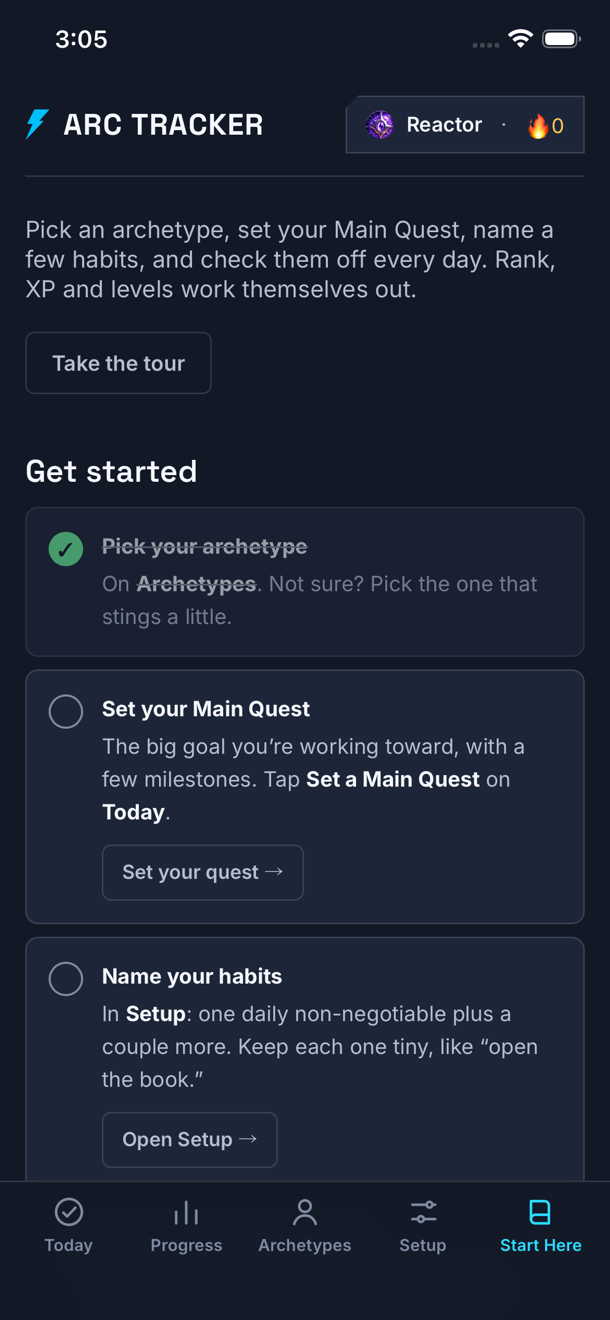 3:05
ARC TRACKER
Reactor · 🔥0
Pick an archetype, set your Main Quest, name a
few habits, and check them off every day. Rank,
XP and levels work themselves out.
Take the tour
Get started
✓ Pick your archetype
On Archetypes. Not sure? Pick the one that
stings a little.
Set your Main Quest
The big goal you’re working toward, with a
few milestones. Tap Set a Main Quest on
Today.
Set your quest →
Name your habits
In Setup: one daily non-negotiable plus a
couple more. Keep each one tiny, like “open
the book.”
Open Setup →
Today
Progress
Archetypes
Setup
Start Here